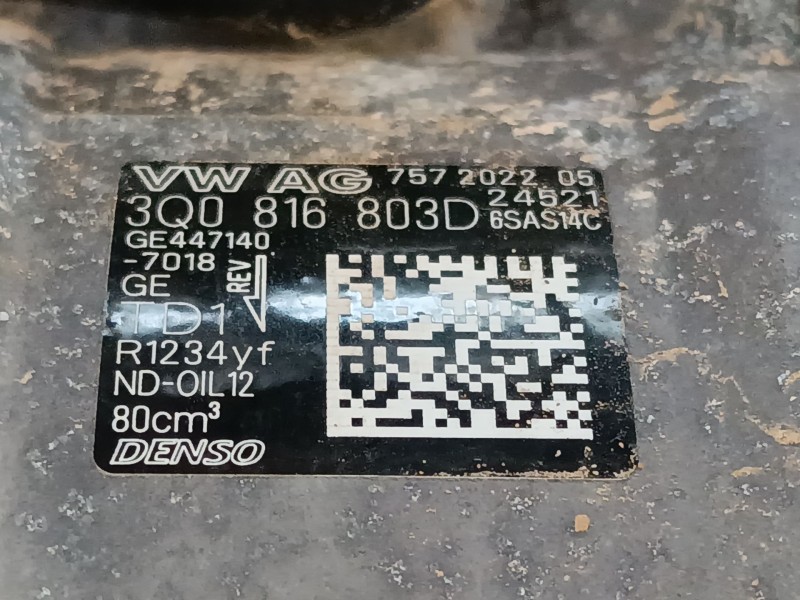 VW AG 757 2022 05
3Q0 816 803D 24521
6SAS14C
GE447140
-7018 REV
GE
TD1
R1234yf
ND-OIL12
80cm³
DENSO